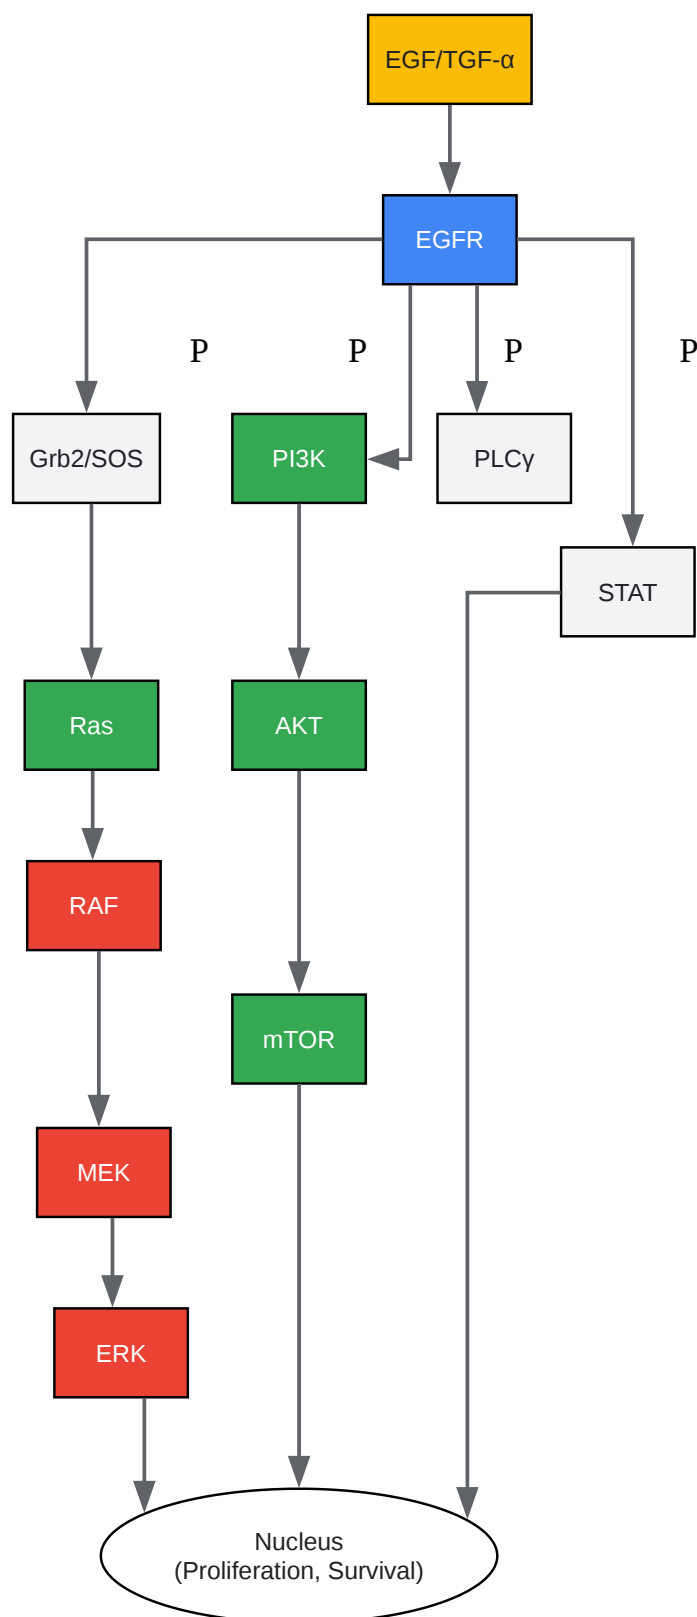 EGF/TGF-α
EGFR
P
P
P
P
Grb2/SOS
PI3K
PLCγ
STAT
Ras
AKT
RAF
mTOR
MEK
ERK
Nucleus
(Proliferation, Survival)